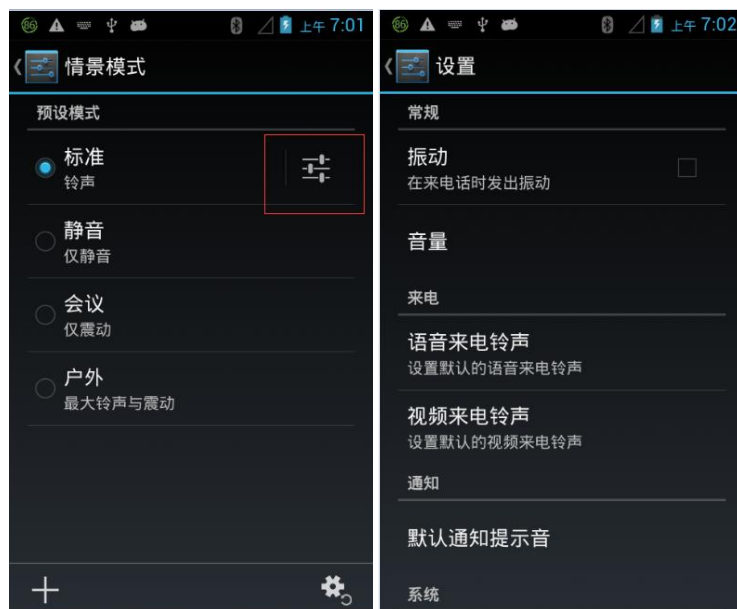 86
上午 7:01
情景模式
预设模式
标准
铃声
静音
仅静音
会议
仅震动
户外
最大铃声与震动
86
上午 7:02
设置
常规
振动
在来电话时发出振动
音量
来电
语音来电铃声
设置默认的语音来电铃声
视频来电铃声
设置默认的视频来电铃声
通知
默认通知提示音
系统